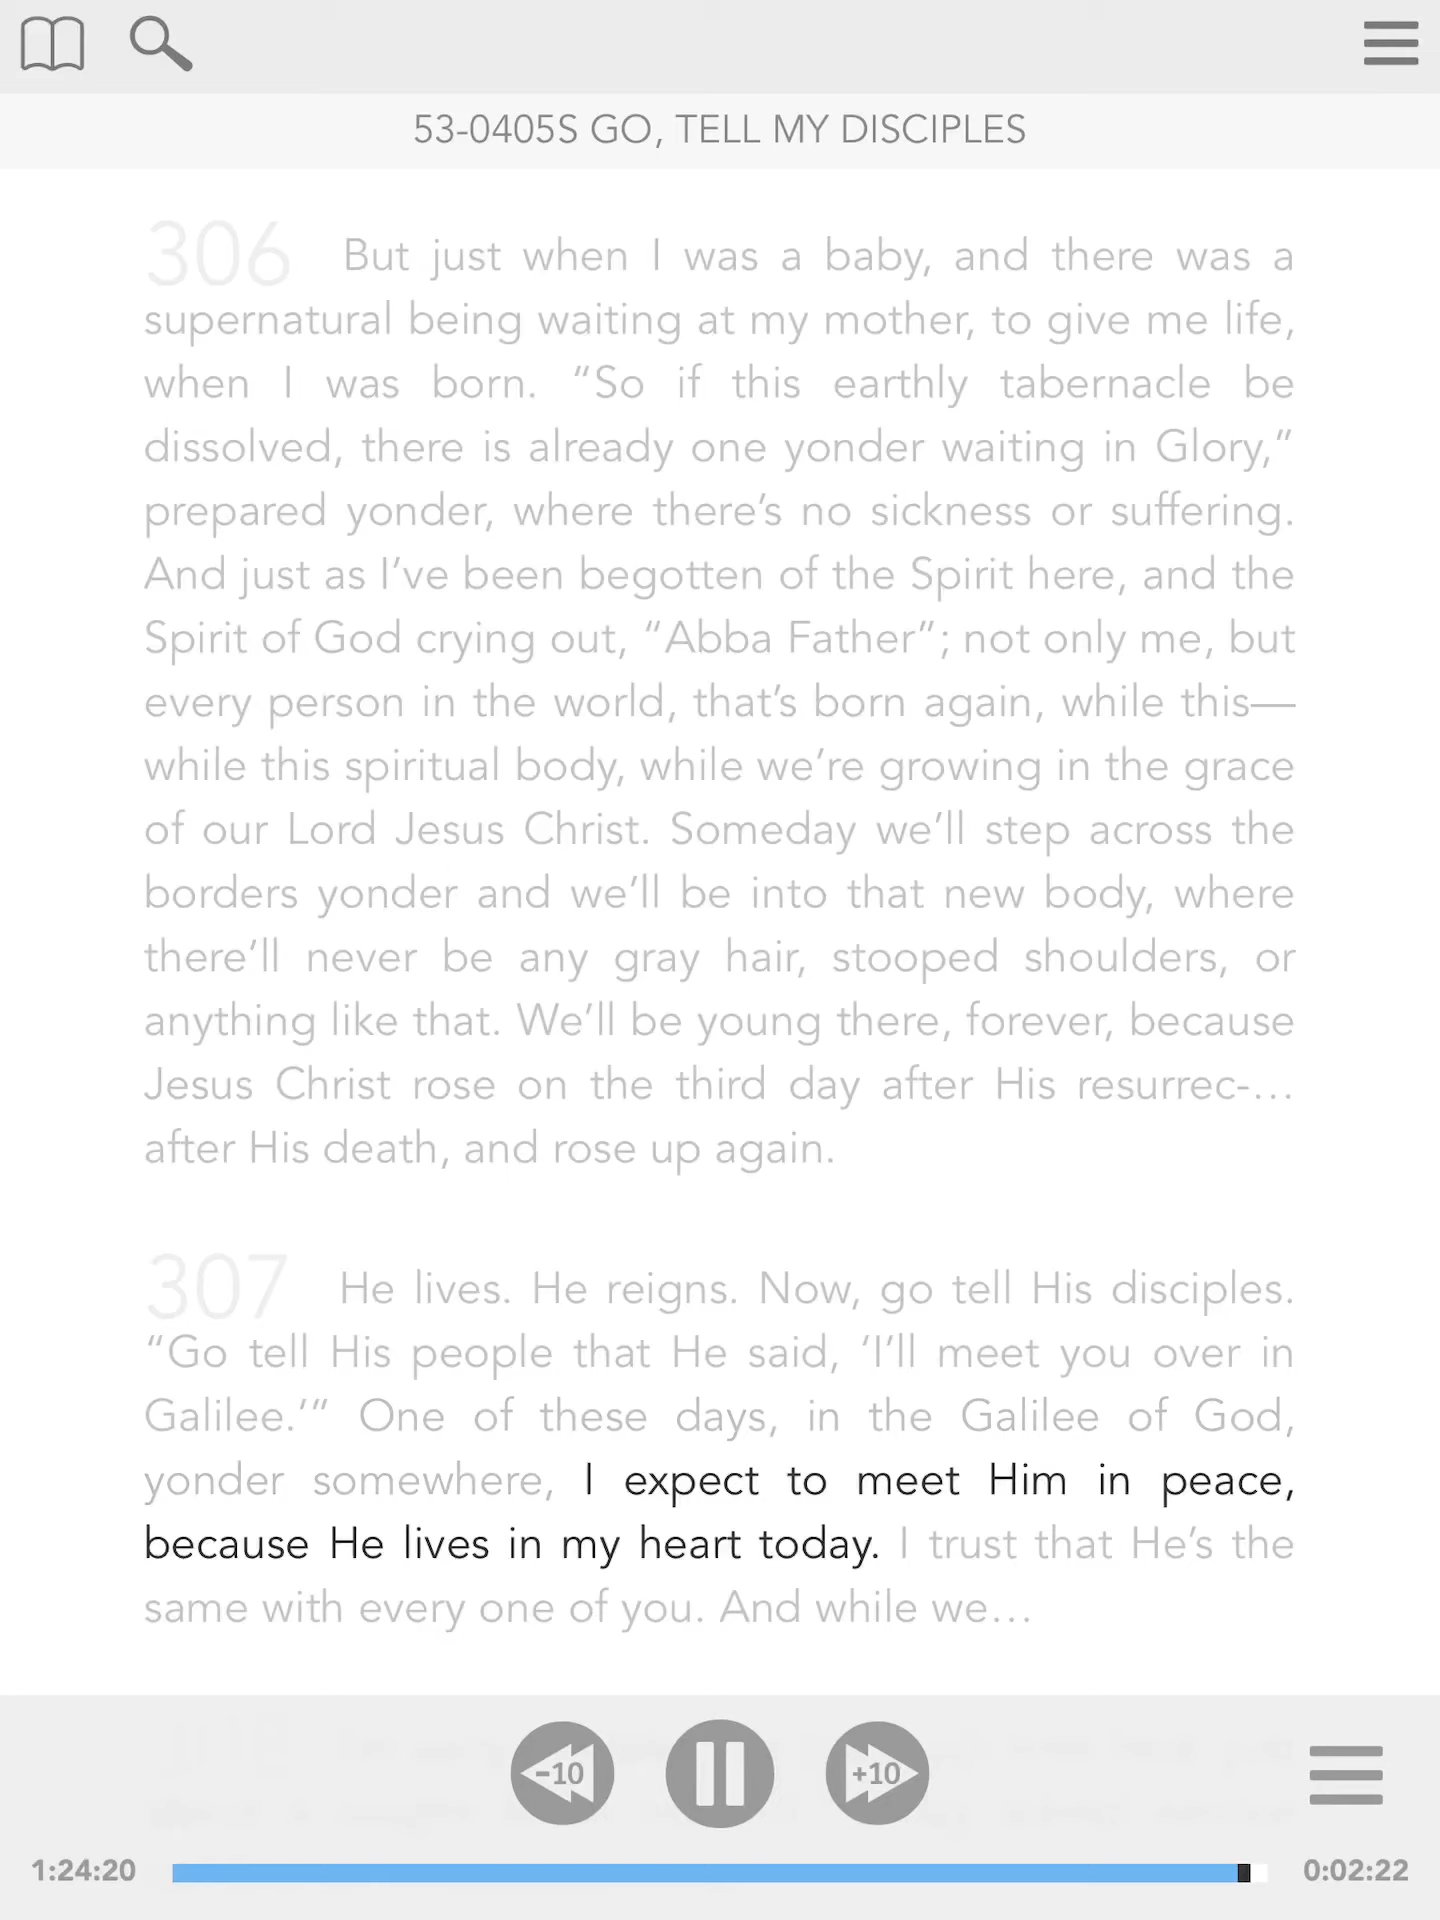 53-0405S GO, TELL MY DISCIPLES
306 But just when I was a baby, and there was a
supernatural being waiting at my mother, to give me life,
when I was born. “So if this earthly tabernacle be
dissolved, there is already one yonder waiting in Glory,”
prepared yonder, where there’s no sickness or suffering.
And just as I’ve been begotten of the Spirit here, and the
Spirit of God crying out, “Abba Father”; not only me, but
every person in the world, that’s born again, while this—
while this spiritual body, while we’re growing in the grace
of our Lord Jesus Christ. Someday we’ll step across the
borders yonder and we’ll be into that new body, where
there’ll never be any gray hair, stooped shoulders, or
anything like that. We’ll be young there, forever, because
Jesus Christ rose on the third day after His resurrec-…
after His death, and rose up again.
307 He lives. He reigns. Now, go tell His disciples.
“Go tell His people that He said, ‘I’ll meet you over in
Galilee.’” One of these days, in the Galilee of God,
yonder somewhere, I expect to meet Him in peace,
because He lives in my heart today. I trust that He’s the
same with every one of you. And while we…
-10 +10
1:24:20 0:02:22